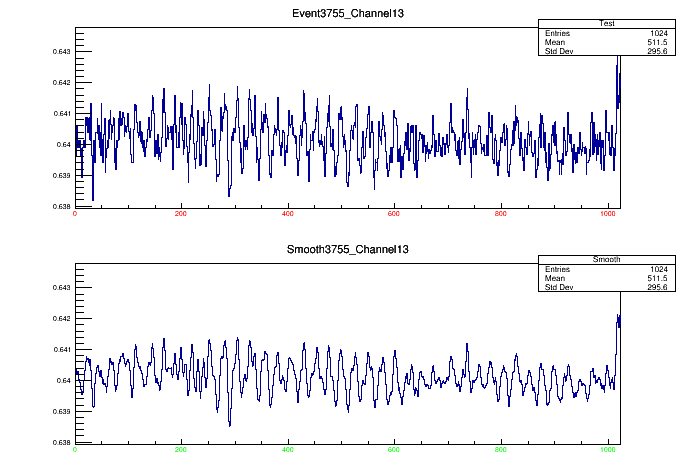 Event3755_Channel13
Test
Entries 1024
Mean 511.5
Std Dev 295.6
0.643
0.642
0.641
0.64
0.639
0.638
0 200 400 600 800 1000
Smooth3755_Channel13
Smooth
Entries 1024
Mean 511.5
Std Dev 295.6
0.643
0.642
0.641
0.64
0.639
0.638
0 200 400 600 800 1000